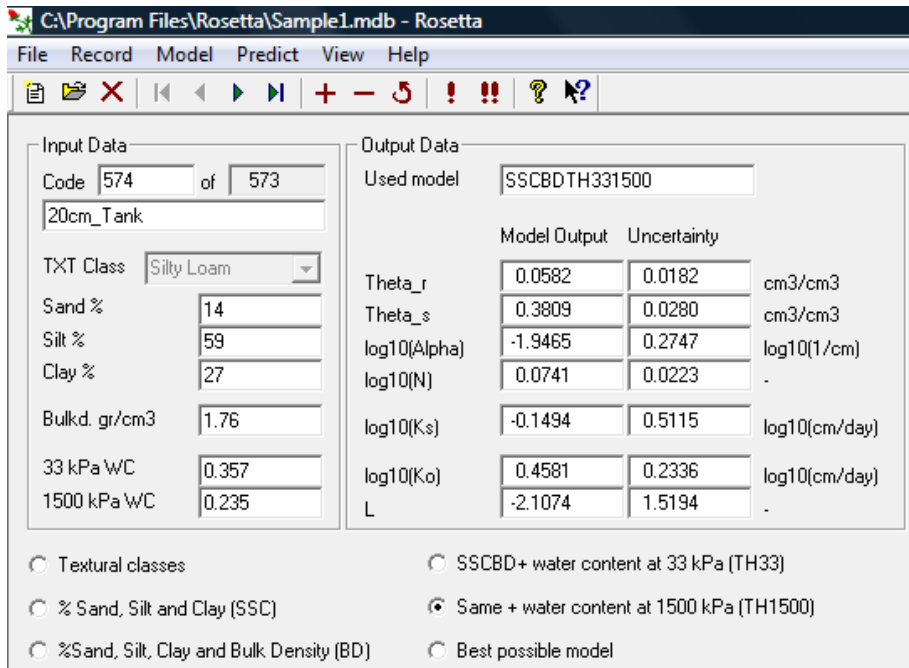 C:\Program Files\Rosetta\Sample1.mdb - Rosetta
File Record Model Predict View Help
Input Data
Code 574 of 573
20cm_Tank
TXT Class Silty Loam
Sand % 14
Silt % 59
Clay % 27
Bulkd. gr/cm3 1.76
33 kPa WC 0.357
1500 kPa WC 0.235
Output Data
Used model SSCBDTH331500
Model Output Uncertainty
Theta_r 0.0582 0.0182 cm3/cm3
Theta_s 0.3809 0.0280 cm3/cm3
log10(Alpha) -1.9465 0.2747 log10(1/cm)
log10(N) 0.0741 0.0223 -
log10(Ks) -0.1494 0.5115 log10(cm/day)
log10(Ko) 0.4581 0.2336 log10(cm/day)
L -2.1074 1.5194 -
Textural classes
% Sand, Silt and Clay (SSC)
%Sand, Silt, Clay and Bulk Density (BD)
SSCBD+ water content at 33 kPa (TH33)
Same + water content at 1500 kPa (TH1500)
Best possible model